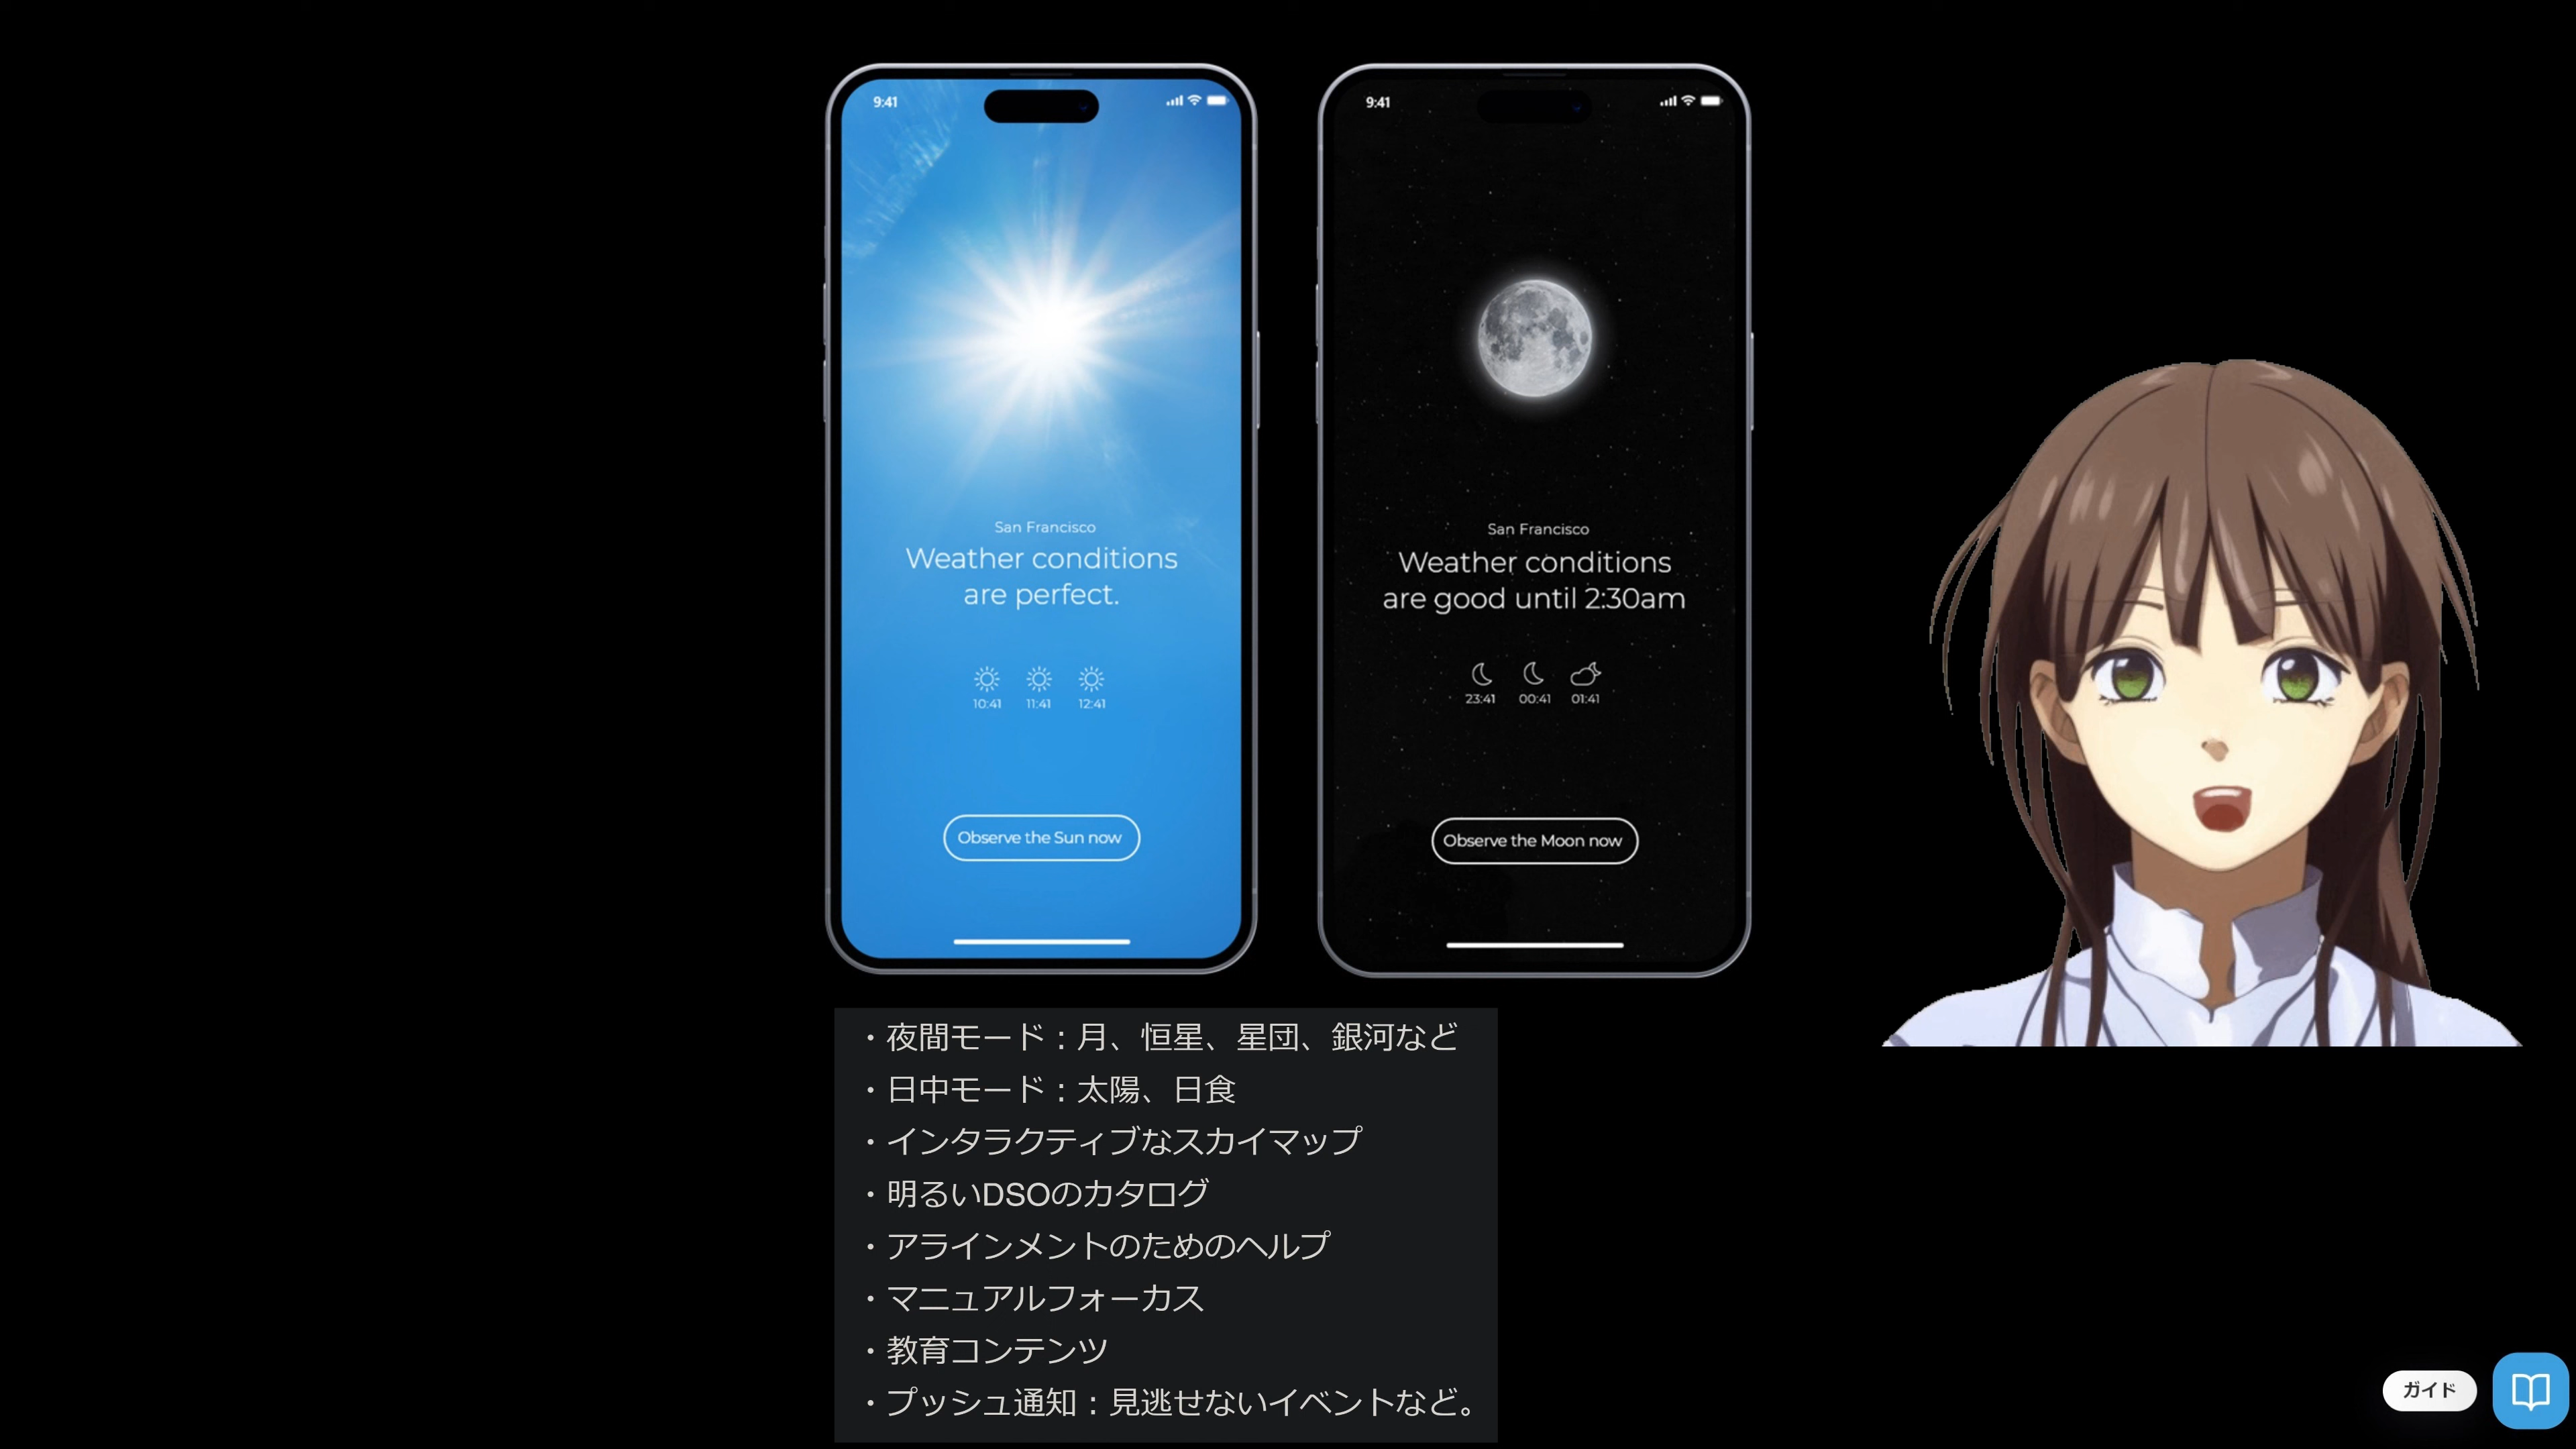 9:41
San Francisco
Weather conditions
are perfect.
10:41 11:41 12:41
Observe the Sun now
9:41
San Francisco
Weather conditions
are good until 2:30am
23:41 00:41 01:41
Observe the Moon now
・夜間モード：月、恒星、星団、銀河など
・日中モード：太陽、日食
・インタラクティブなスカイマップ
・明るいDSOのカタログ
・アラインメントのためのヘルプ
・マニュアルフォーカス
・教育コンテンツ
・プッシュ通知：見逃せないイベントなど。
ガイド